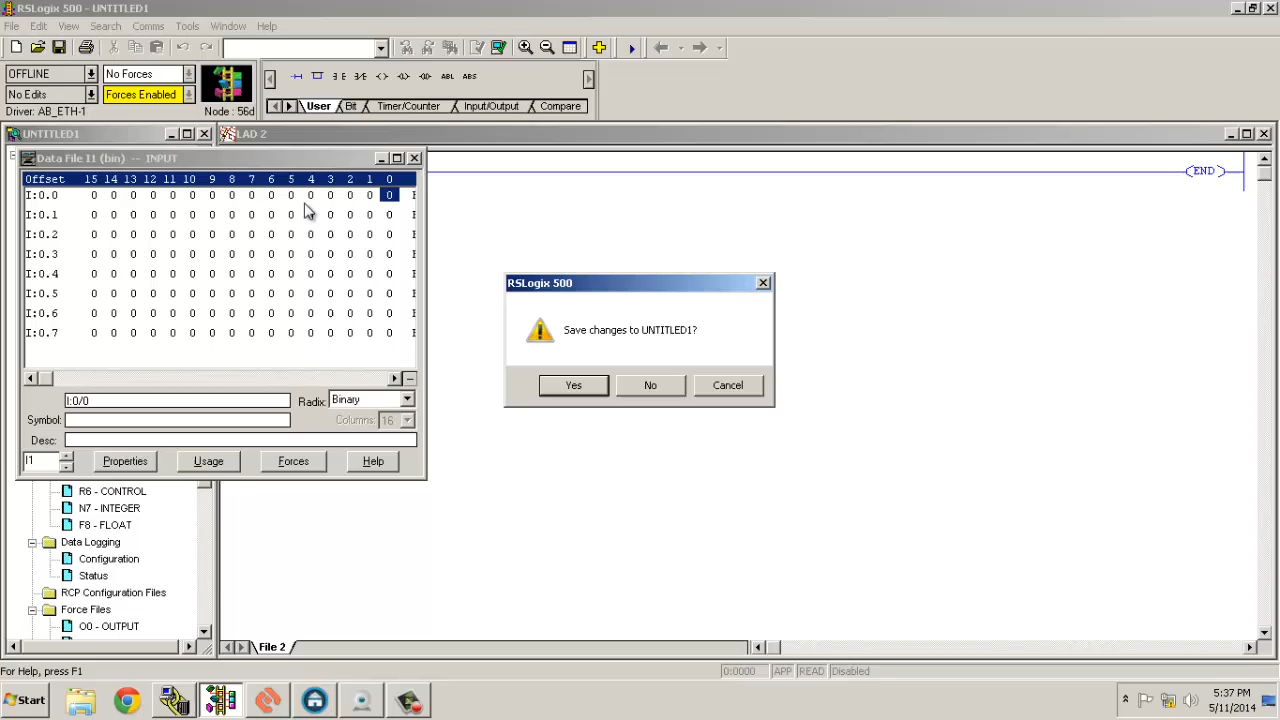 RSLogix 500 - UNTITLED1
File Edit View Search Comms Tools Window Help
OFFLINE No Forces
No Edits Forces Enabled
Driver: AB_ETH-1 Node : 56d
ABL ABS
User Bit Timer/Counter Input/Output Compare
UNTITLED1
LAD 2
Data File I1 (bin) -- INPUT
Offset 15 14 13 12 11 10 9 8 7 6 5 4 3 2 1 0
I:0.0 0 0 0 0 0 0 0 0 0 0 0 0 0 0 0 0
I:0.1 0 0 0 0 0 0 0 0 0 0 0 0 0 0 0 0
I:0.2 0 0 0 0 0 0 0 0 0 0 0 0 0 0 0 0
I:0.3 0 0 0 0 0 0 0 0 0 0 0 0 0 0 0 0
I:0.4 0 0 0 0 0 0 0 0 0 0 0 0 0 0 0 0
I:0.5 0 0 0 0 0 0 0 0 0 0 0 0 0 0 0 0
I:0.6 0 0 0 0 0 0 0 0 0 0 0 0 0 0 0 0
I:0.7 0 0 0 0 0 0 0 0 0 0 0 0 0 0 0 0
I:0/0 Radix: Binary
Symbol: Columns: 16
Desc:
I1 Properties Usage Forces Help
END
RSLogix 500
Save changes to UNTITLED1?
Yes No Cancel
R6 - CONTROL
N7 - INTEGER
F8 - FLOAT
Data Logging
Configuration
Status
RCP Configuration Files
Force Files
O0 - OUTPUT
File 2
For Help, press F1
0:0000 APP READ Disabled
Start
5:37 PM
5/11/2014